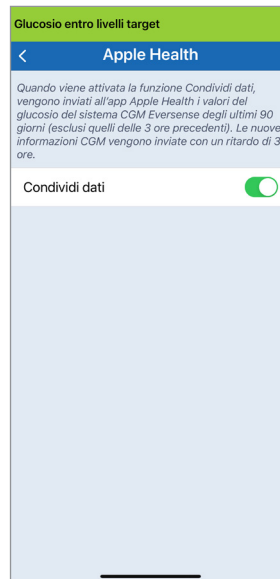 Glucosio entro livelli target
Apple Health
Quando viene attivata la funzione Condividi dati,
vengono inviati all'app Apple Health i valori del
glucosio del sistema CGM Eversense degli ultimi 90
giorni (esclusi quelli delle 3 ore precedenti). Le nuove
informazioni CGM vengono inviate con un ritardo di 3
ore.
Condividi dati